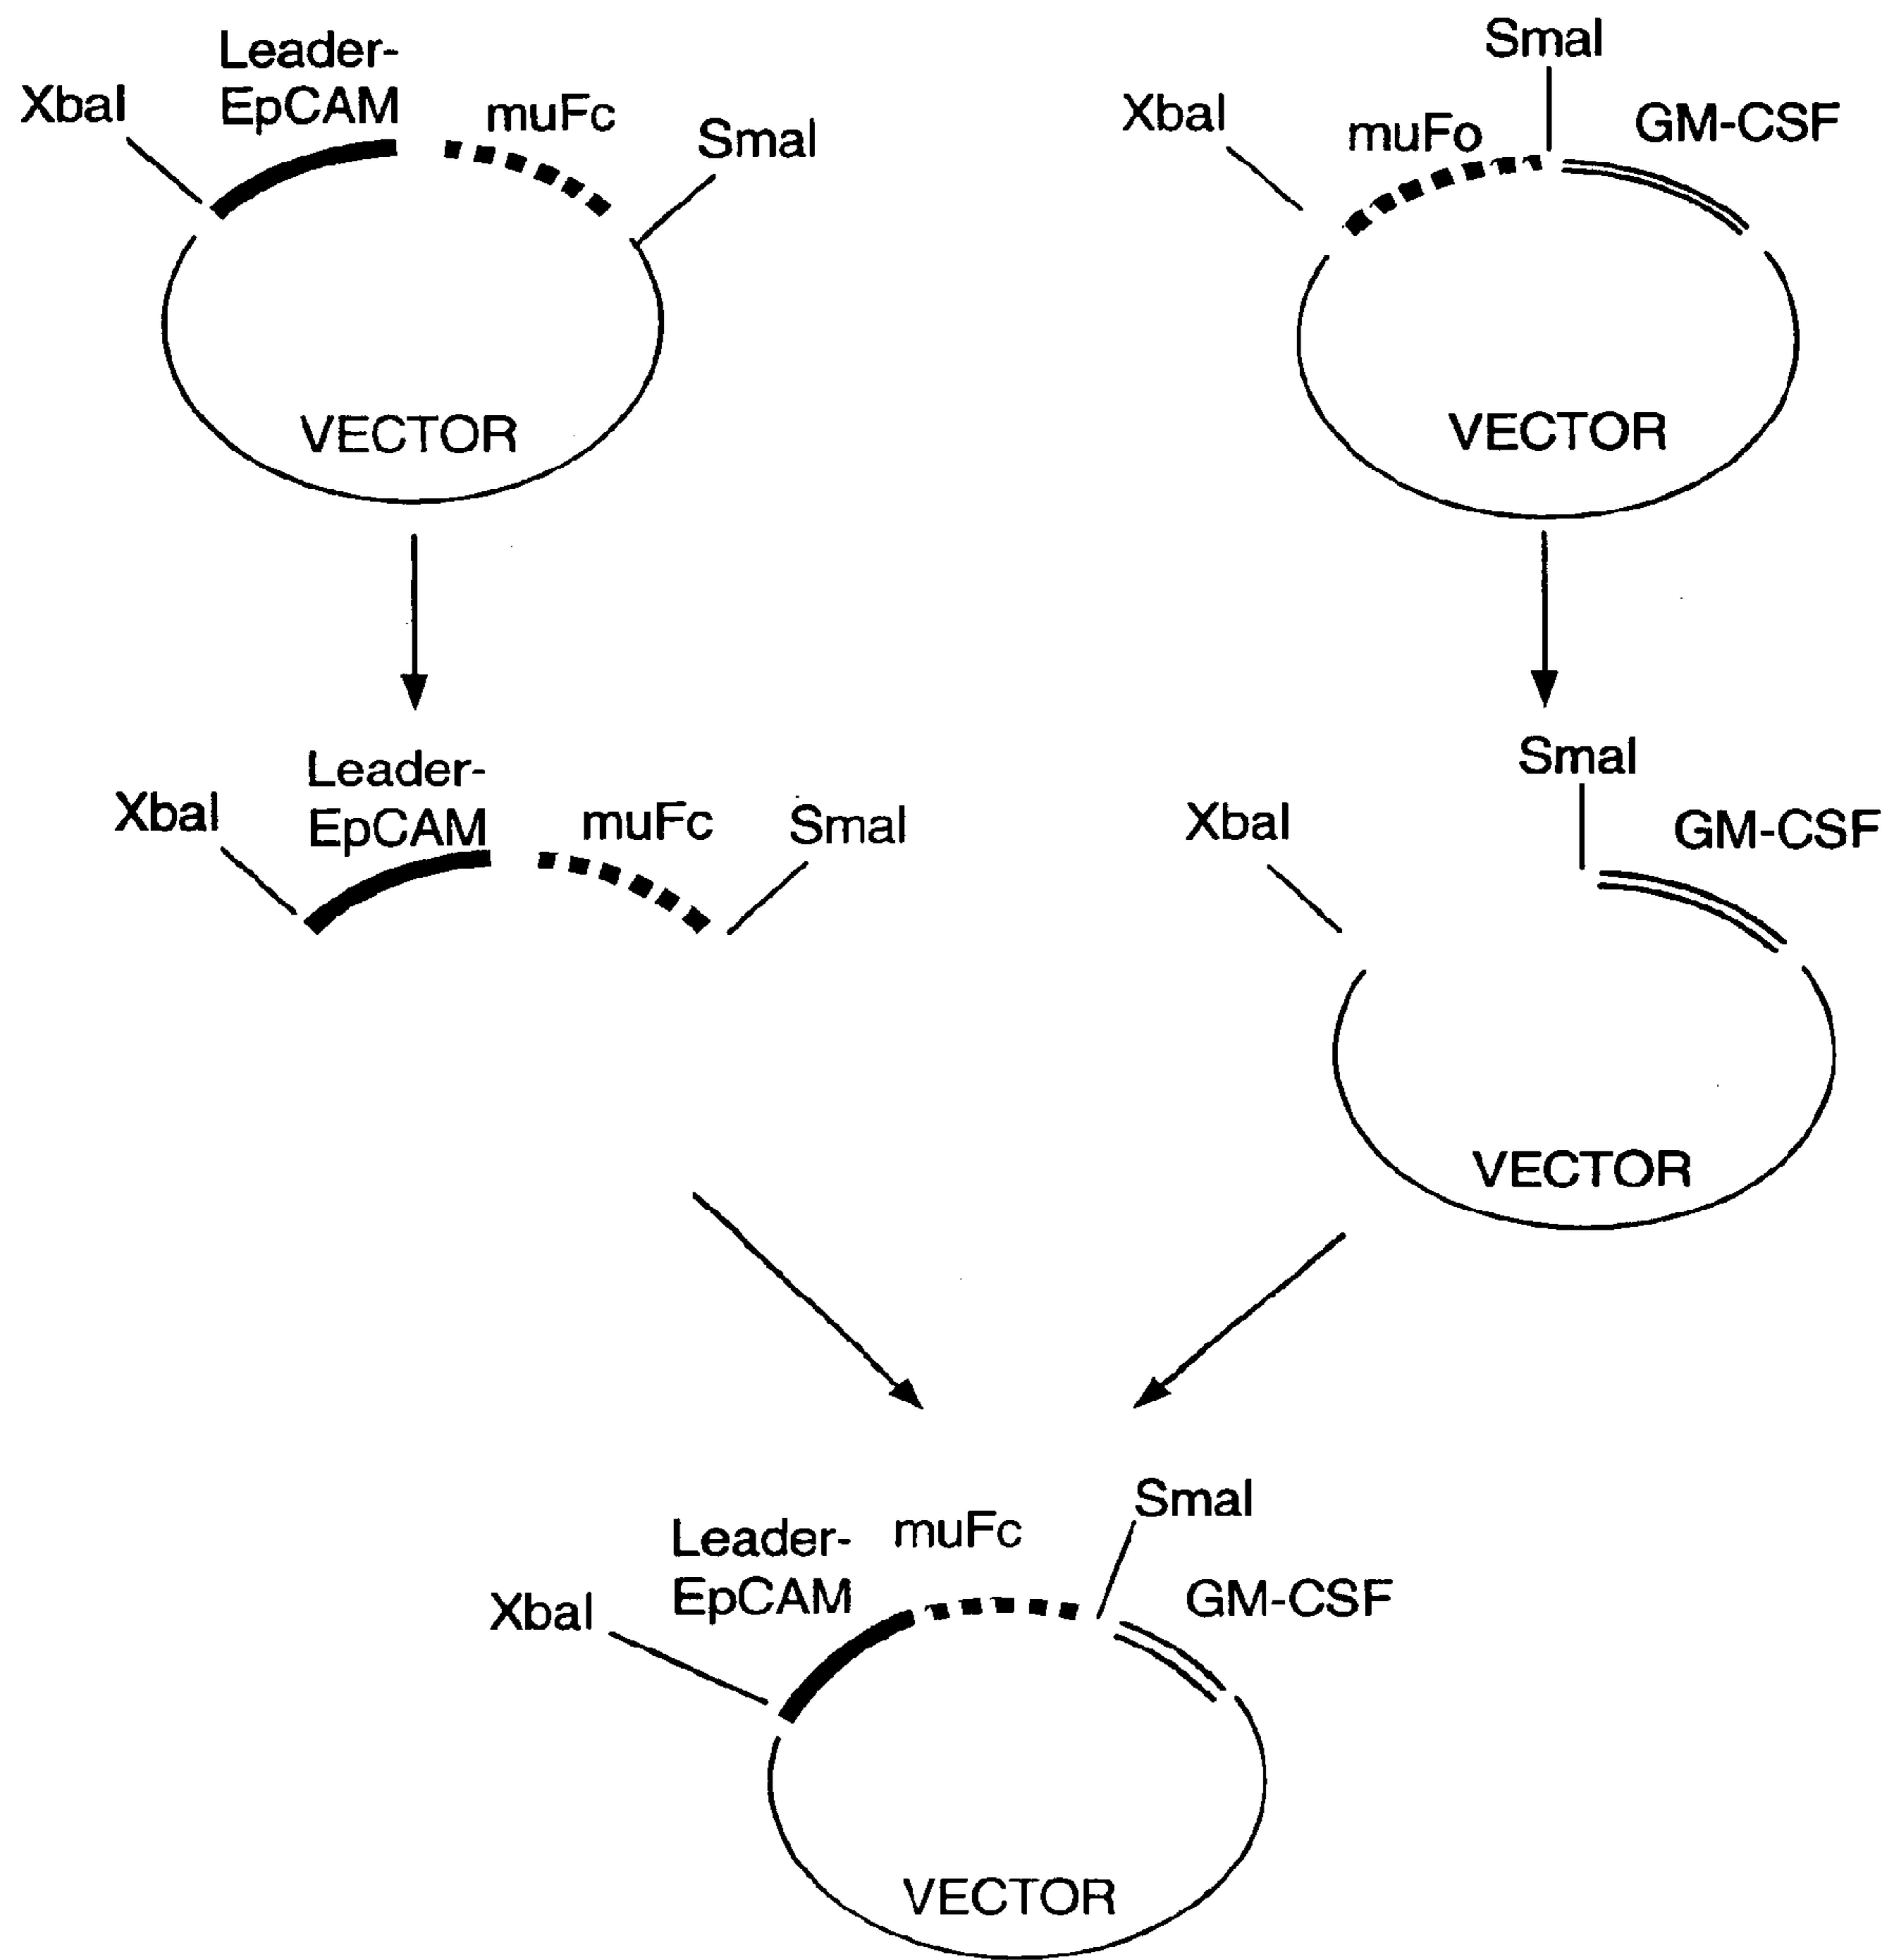 Leader-
EpCAM
XbaI
muFc
SmaI
VECTOR
SmaI
XbaI
muFo
GM-CSF
VECTOR
Leader-
EpCAM
XbaI
muFc
SmaI
SmaI
XbaI
GM-CSF
VECTOR
Leader-
EpCAM
muFc
SmaI
XbaI
GM-CSF
VECTOR